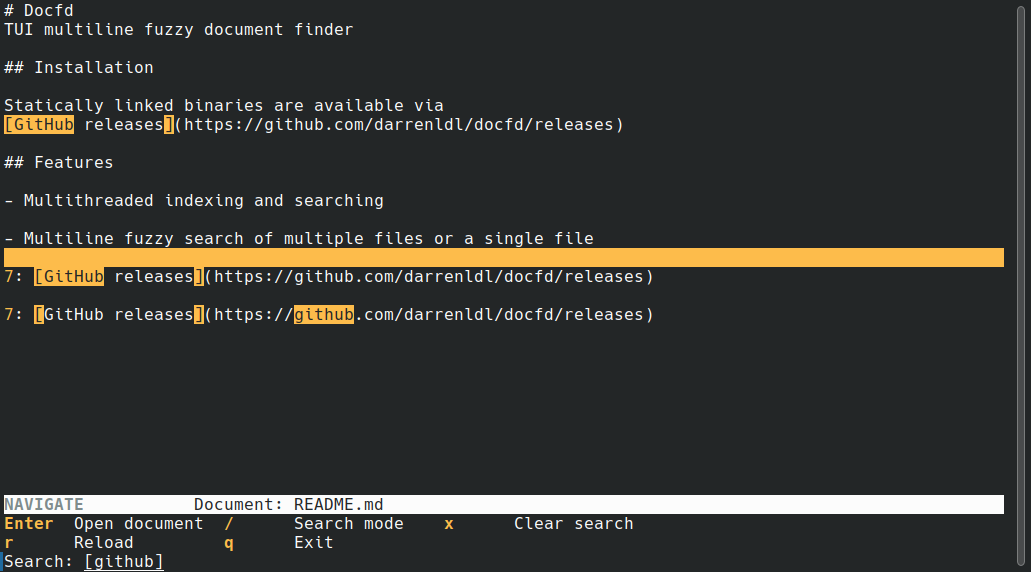 # Docfd
TUI multiline fuzzy document finder
## Installation
Statically linked binaries are available via
[GitHub releases](https://github.com/darrenldl/docfd/releases)
## Features
- Multithreaded indexing and searching
- Multiline fuzzy search of multiple files or a single file
7: [GitHub releases](https://github.com/darrenldl/docfd/releases)
7: [GitHub releases](https://github.com/darrenldl/docfd/releases)
NAVIGATE Document: README.md
Enter Open document / Search mode x Clear search
r Reload q Exit
Search: [github]